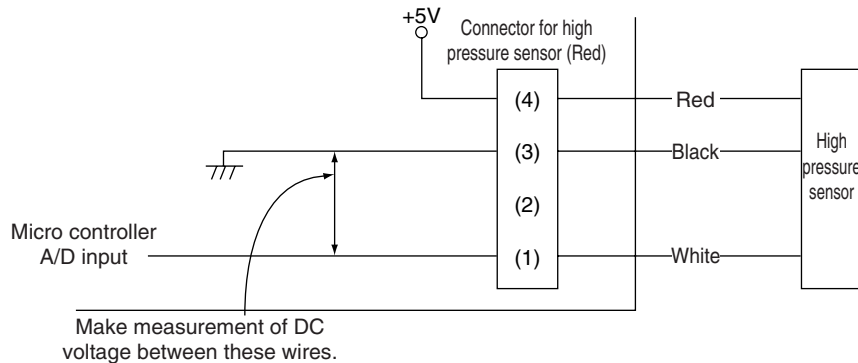 +5V
Connector for high
pressure sensor (Red)
(4)
Red
(3)
Black
High
pressure
sensor
(2)
Micro controller
A/D input
(1)
White
Make measurement of DC
voltage between these wires.